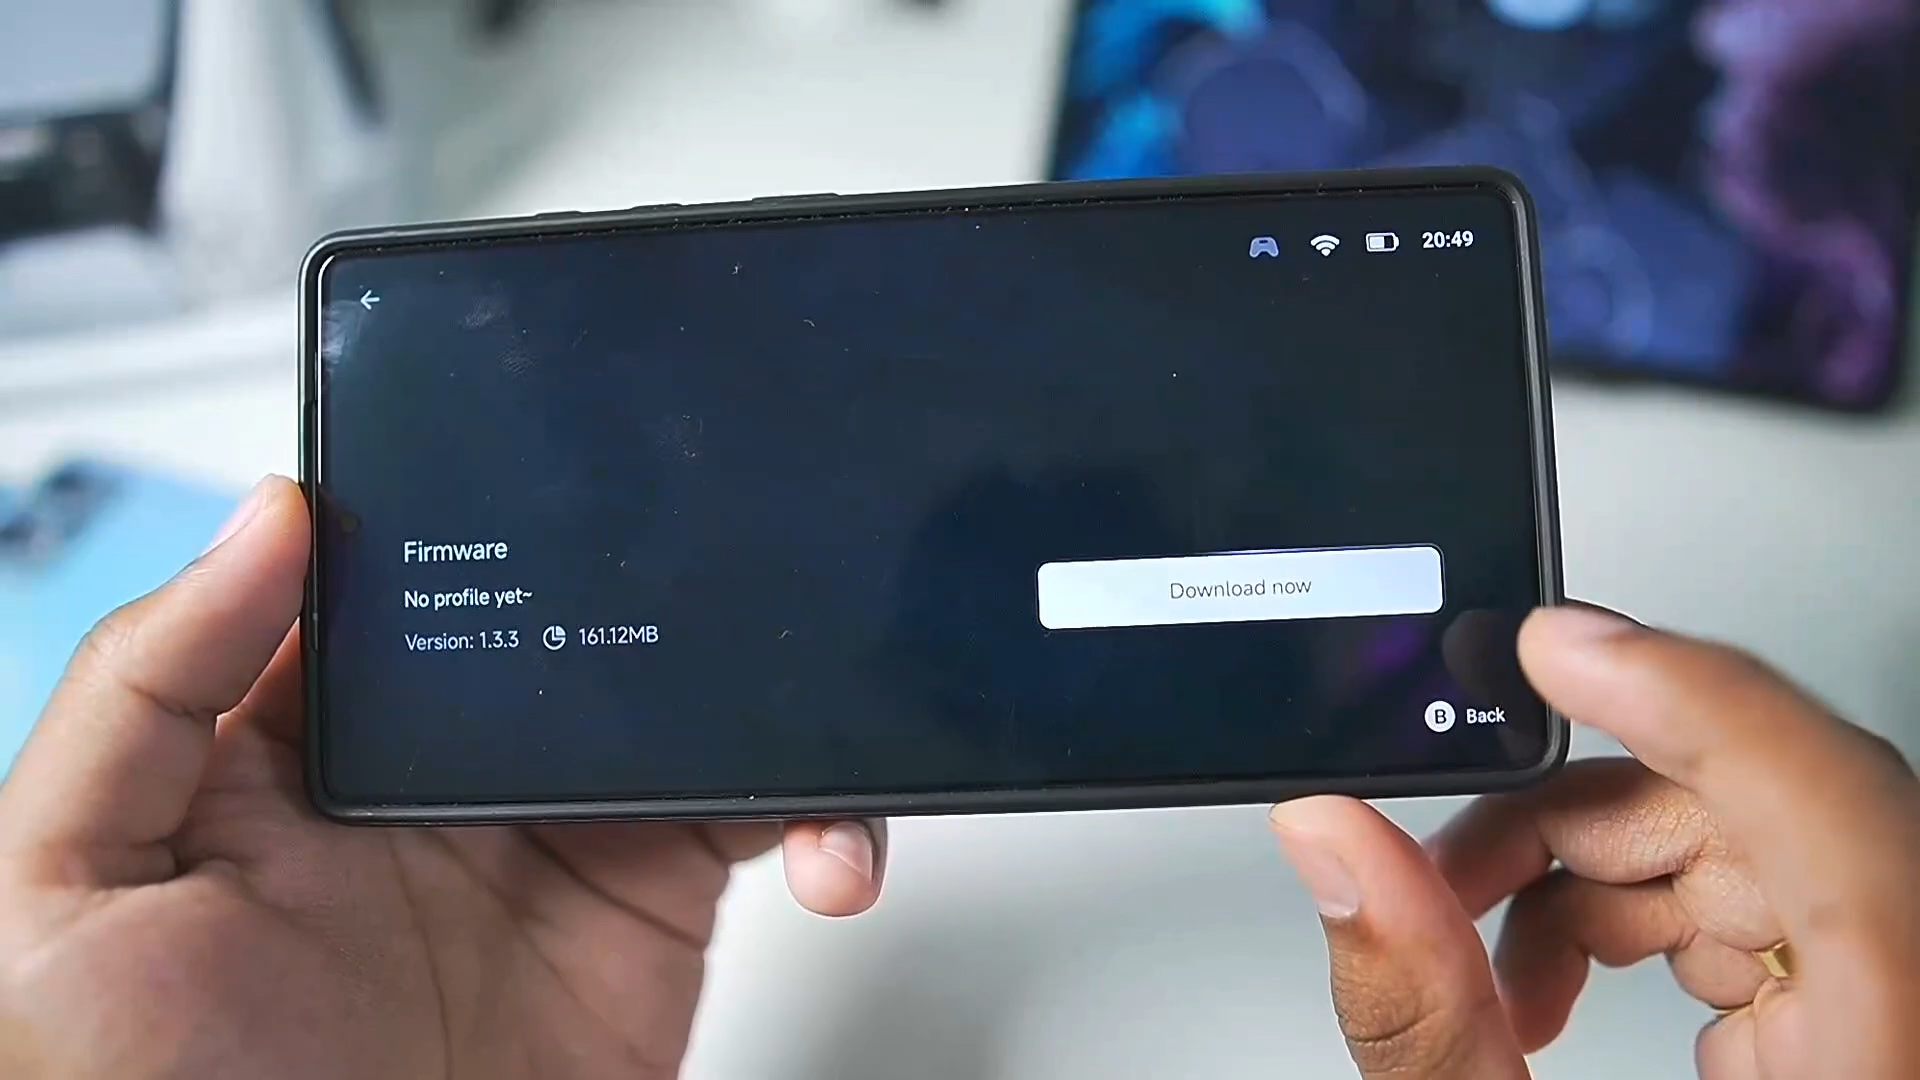 20:49
Firmware
No profile yet~
Version: 1.3.3 161.12MB
Download now
B Back